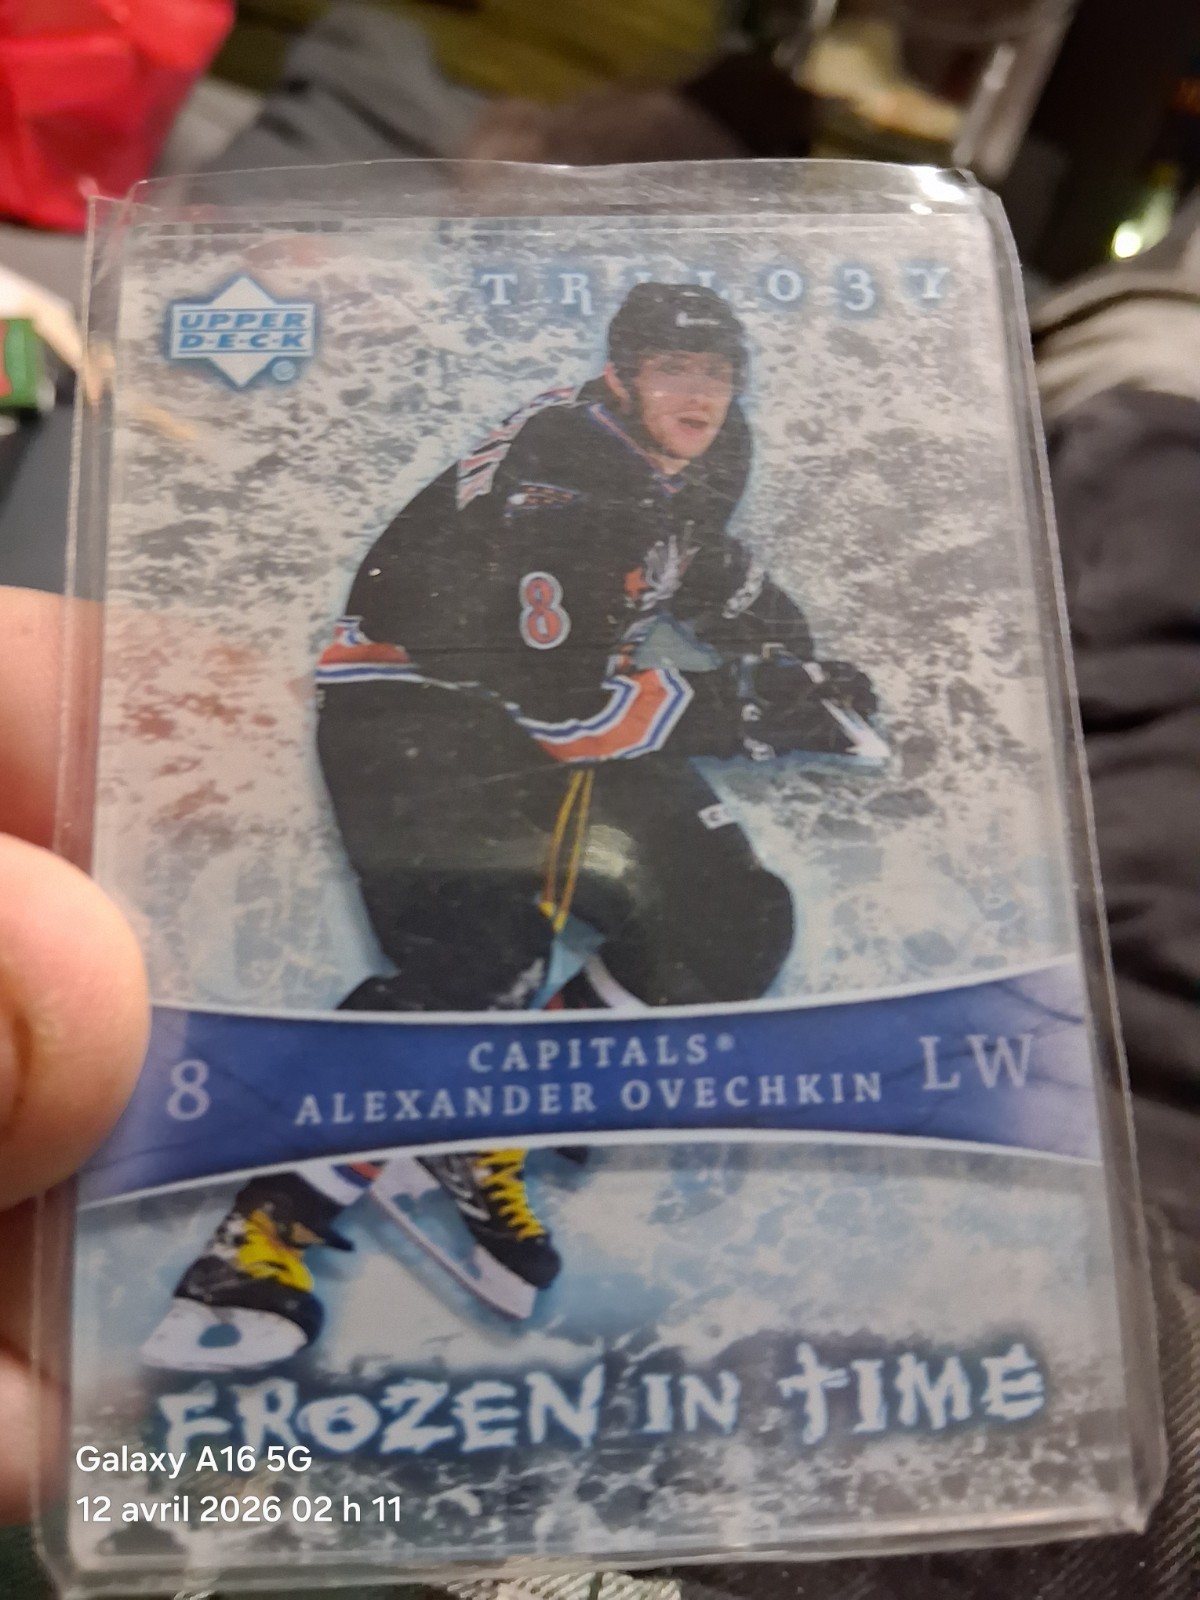 TRILOGY
UPPER
D·E·C·K
8
8 CAPITALS® LW
ALEXANDER OVECHKIN
FROZEN IN TIME
Galaxy A16 5G
12 avril 2026 02 h 11